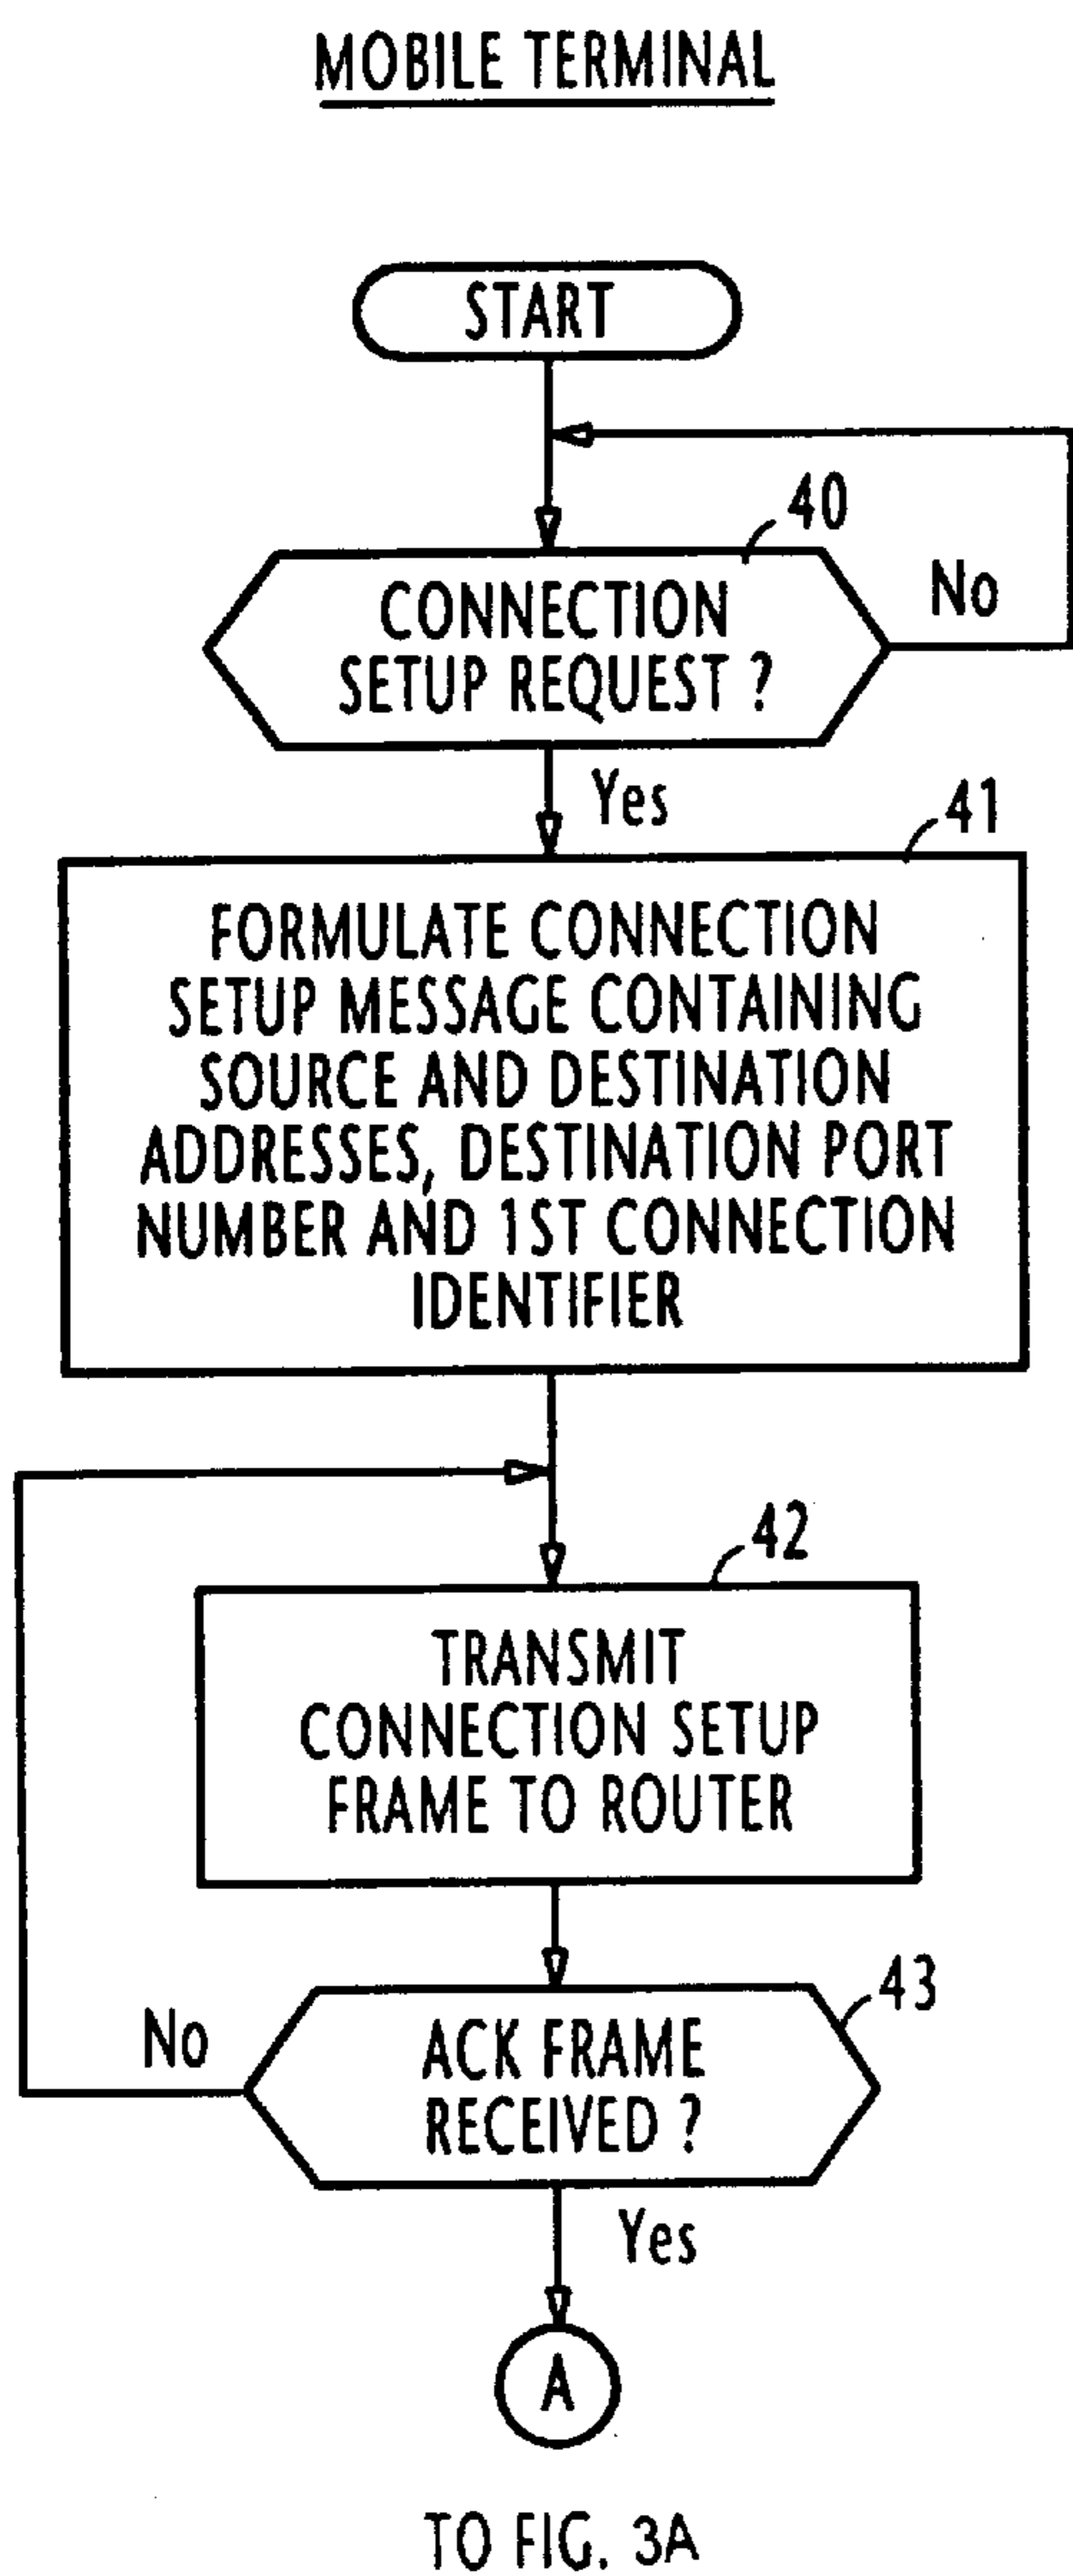 MOBILE TERMINAL
START
40
CONNECTION
SETUP REQUEST ?
No
Yes
41
FORMULATE CONNECTION
SETUP MESSAGE CONTAINING
SOURCE AND DESTINATION
ADDRESSES, DESTINATION PORT
NUMBER AND 1ST CONNECTION
IDENTIFIER
42
TRANSMIT
CONNECTION SETUP
FRAME TO ROUTER
43
No
ACK FRAME
RECEIVED ?
Yes
A
TO FIG. 3A